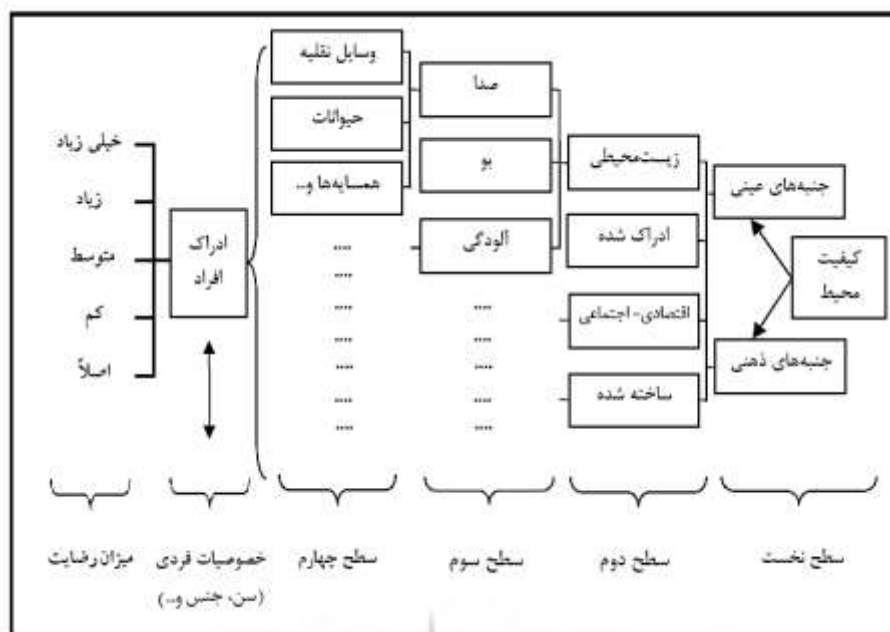 کیفیت
محیط
جنبه‌های عینی
جنبه‌های ذهنی
زیست‌محیطی
ادراک شده
اقتصادی- اجتماعی
ساخته شده
صدا
بو
آلودگی
....
....
....
....
....
وسایل نقلیه
حیوانات
همسایه‌ها و..
....
....
....
....
....
....
....
ادراک
افراد
خیلی زیاد
زیاد
متوسط
کم
اصلاً
سطح نخست
سطح دوم
سطح سوم
سطح چهارم
خصوصیات فردی
(سن، جنس و..)
میزان رضایت